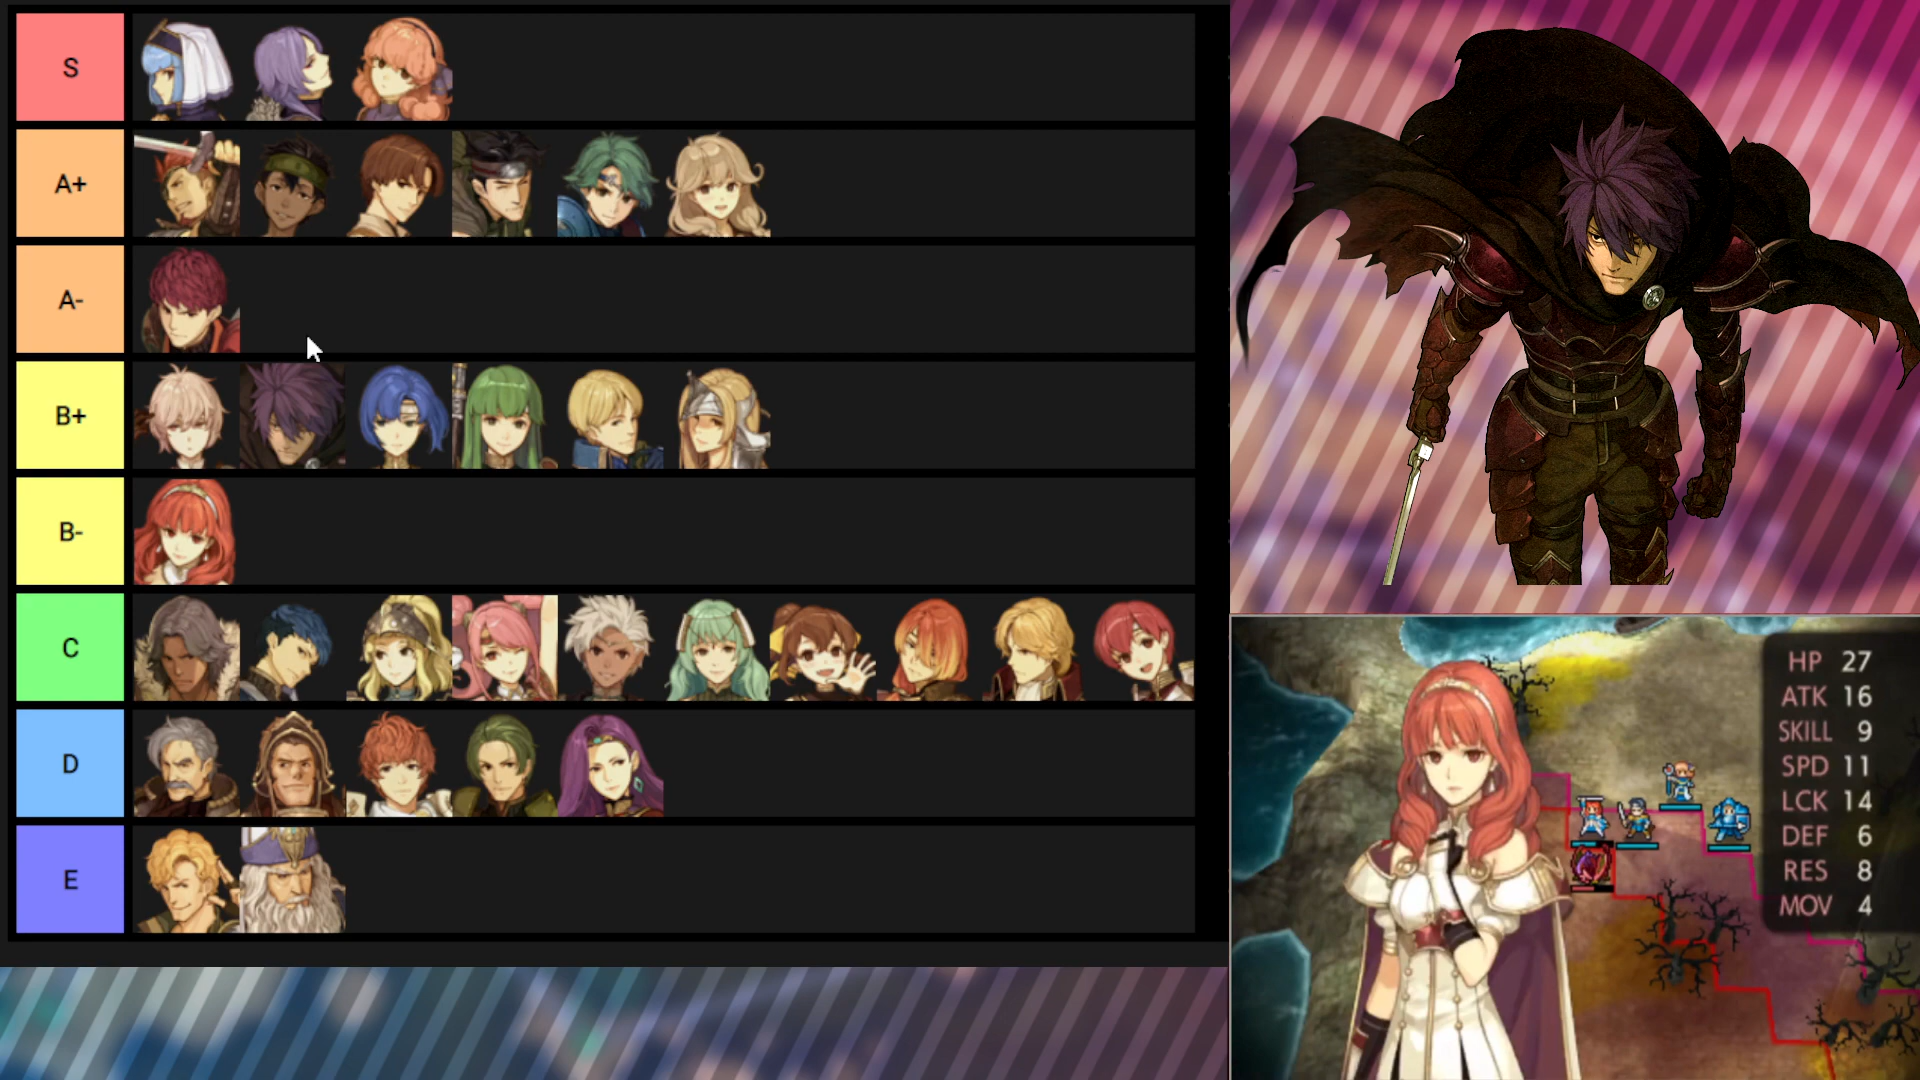 S
A+
A-
B+
B-
C
D
E
HP 27
ATK 16
SKILL 9
SPD 11
LCK 14
DEF 6
RES 8
MOV 4